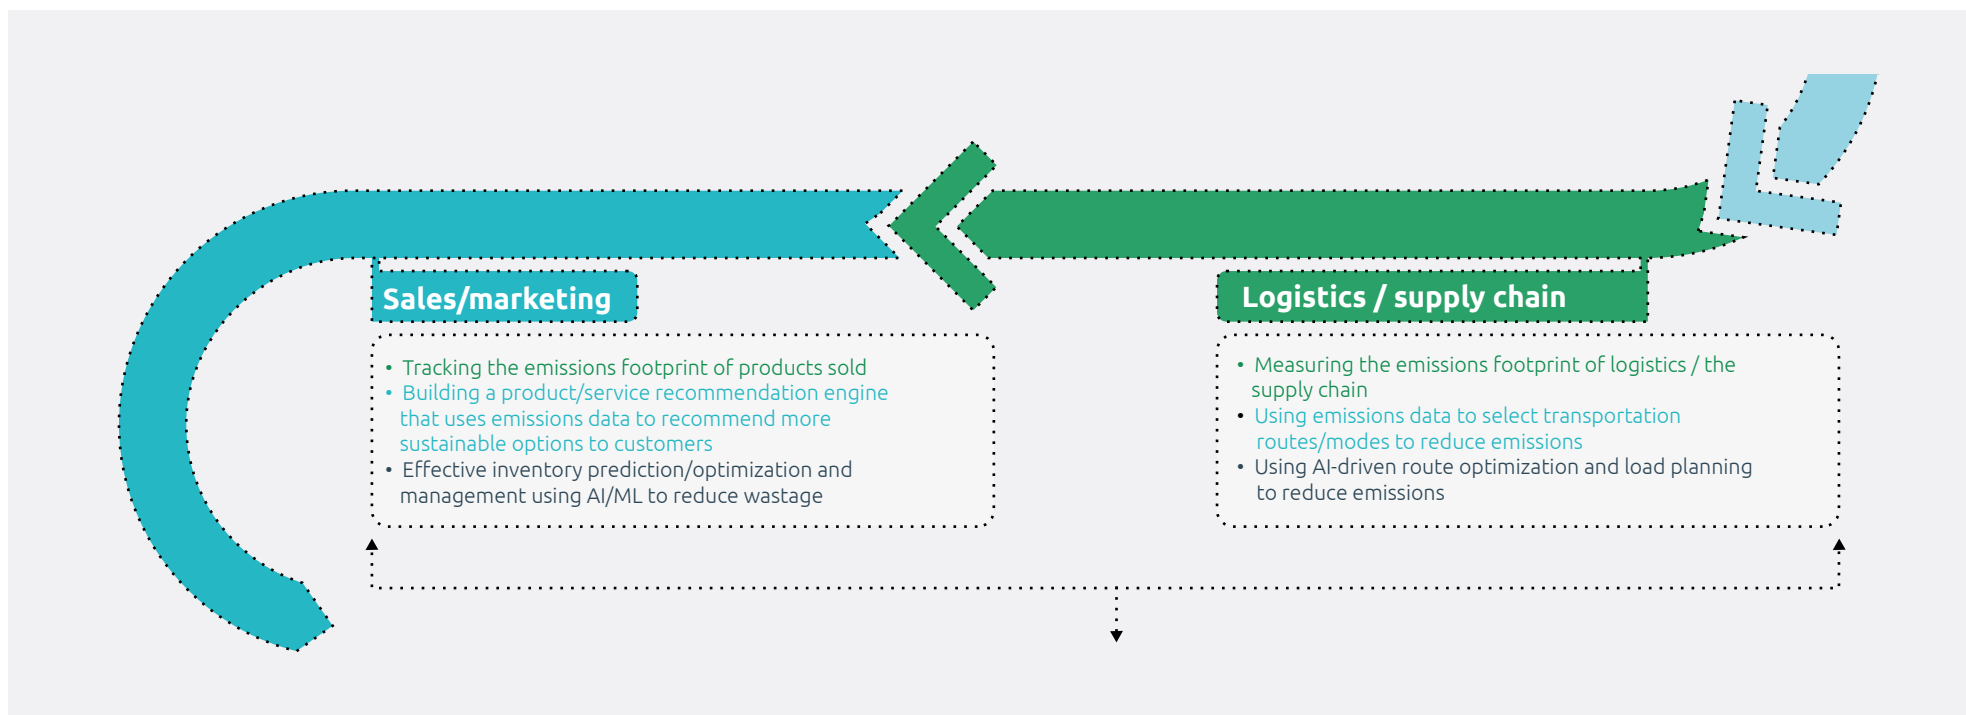 Sales/marketing
• Tracking the emissions footprint of products sold
• Building a product/service recommendation engine
that uses emissions data to recommend more
sustainable options to customers
• Effective inventory prediction/optimization and
management using AI/ML to reduce wastage
Logistics / supply chain
• Measuring the emissions footprint of logistics / the
supply chain
• Using emissions data to select transportation
routes/modes to reduce emissions
• Using AI-driven route optimization and load planning
to reduce emissions